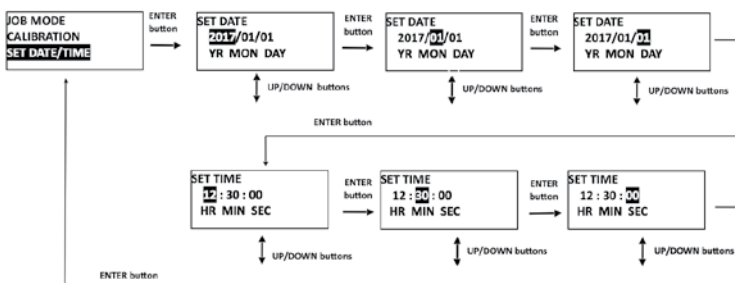 JOB MODE
CALIBRATION
SET DATE/TIME
ENTER
button
SET DATE
2017/01/01
YR MON DAY
UP/DOWN buttons
ENTER
button
SET DATE
2017/01/01
YR MON DAY
UP/DOWN buttons
ENTER
button
SET DATE
2017/01/01
YR MON DAY
UP/DOWN buttons
ENTER button
SET TIME
12 : 30 : 00
HR MIN SEC
UP/DOWN buttons
ENTER
button
SET TIME
12 : 30 : 00
HR MIN SEC
UP/DOWN buttons
ENTER
button
SET TIME
12 : 30 : 00
HR MIN SEC
UP/DOWN buttons
ENTER button